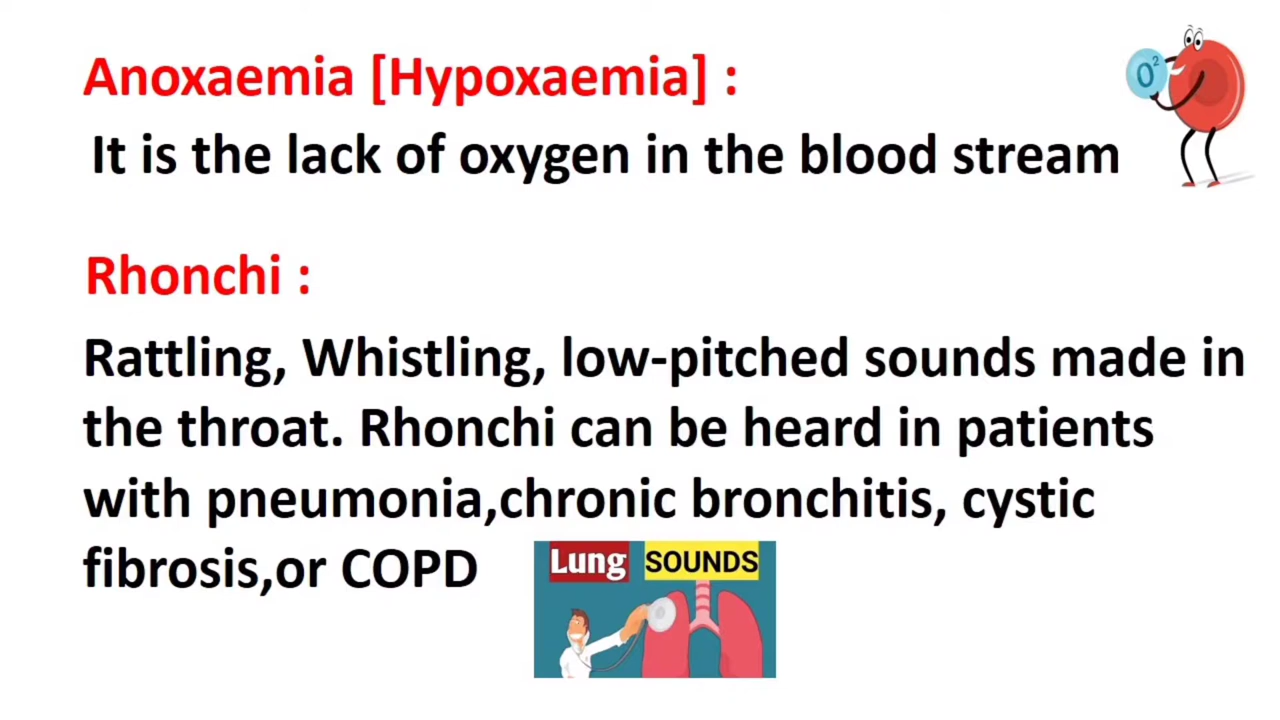 Anoxaemia [Hypoxaemia] :
O²
It is the lack of oxygen in the blood stream
Rhonchi :
Rattling, Whistling, low-pitched sounds made in
the throat. Rhonchi can be heard in patients
with pneumonia,chronic bronchitis, cystic
fibrosis,or COPD
Lung SOUNDS